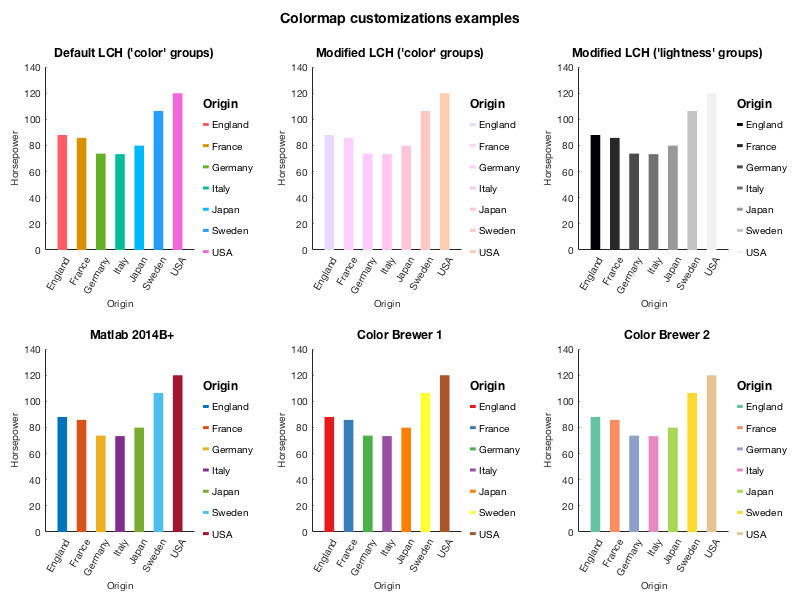 Colormap customizations examples
Default LCH ('color' groups)
140
120
100
80
60
40
20
0
Horsepower
England
France
Germany
Italy
Japan
Sweden
USA
Origin
Origin
England
France
Germany
Italy
Japan
Sweden
USA
Modified LCH ('color' groups)
140
120
100
80
60
40
20
0
Horsepower
England
France
Germany
Italy
Japan
Sweden
USA
Origin
Origin
England
France
Germany
Italy
Japan
Sweden
USA
Modified LCH ('lightness' groups)
140
120
100
80
60
40
20
0
Horsepower
England
France
Germany
Italy
Japan
Sweden
USA
Origin
Origin
England
France
Germany
Italy
Japan
Sweden
USA
Matlab 2014B+
140
120
100
80
60
40
20
0
Horsepower
England
France
Germany
Italy
Japan
Sweden
USA
Origin
Origin
England
France
Germany
Italy
Japan
Sweden
USA
Color Brewer 1
140
120
100
80
60
40
20
0
Horsepower
England
France
Germany
Italy
Japan
Sweden
USA
Origin
Origin
England
France
Germany
Italy
Japan
Sweden
USA
Color Brewer 2
140
120
100
80
60
40
20
0
Horsepower
England
France
Germany
Italy
Japan
Sweden
USA
Origin
Origin
England
France
Germany
Italy
Japan
Sweden
USA